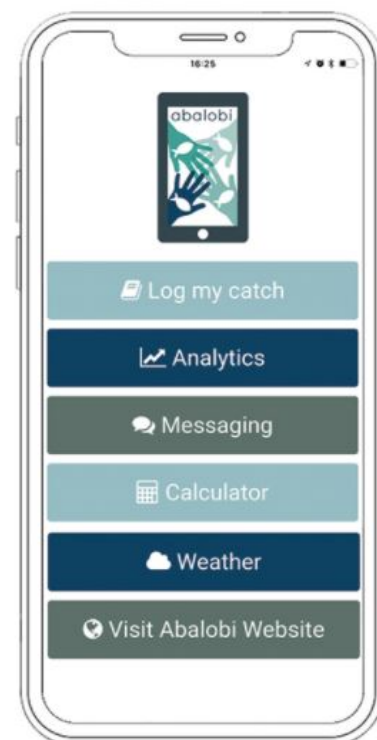 16:25
abalobi
Log my catch
Analytics
Messaging
Calculator
Weather
Visit Abalobi Website